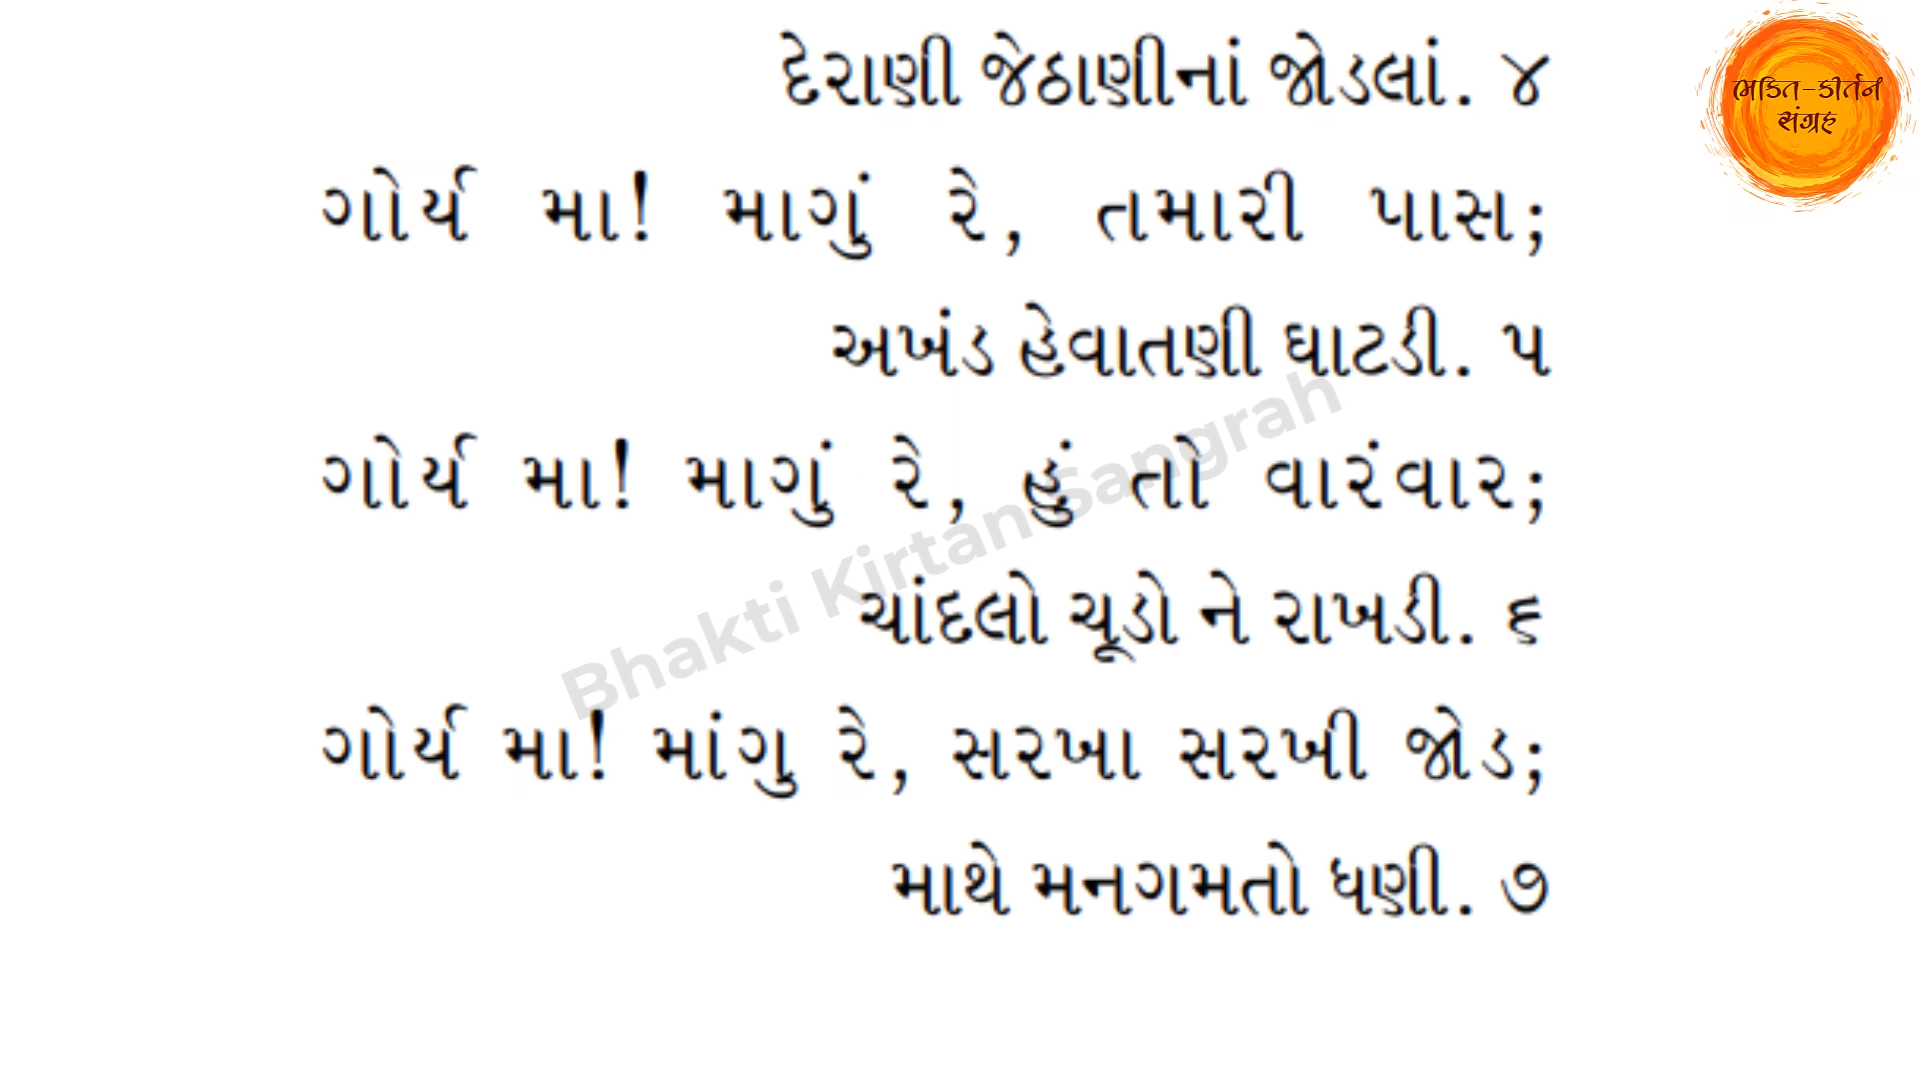 દેરાણી જેઠાણીનાં જોડલાં. ૪
ભક્તિ-કીર્તન
સંગ્રહ
ગોર્ય મા! માગું રે, તમારી પાસ;
અખંડ હેવાતણી ઘાટડી. ૫
ગોર્ય મા! માગું રે, હું તો વારંવાર;
ચાંદલો ચૂડો ને રાખડી. ૬
ગોર્ય મા! માંગુ રે, સરખા સરખી જોડ;
માથે મનગમતો ધણી. ૭
Bhakti Kirtan Sangrah